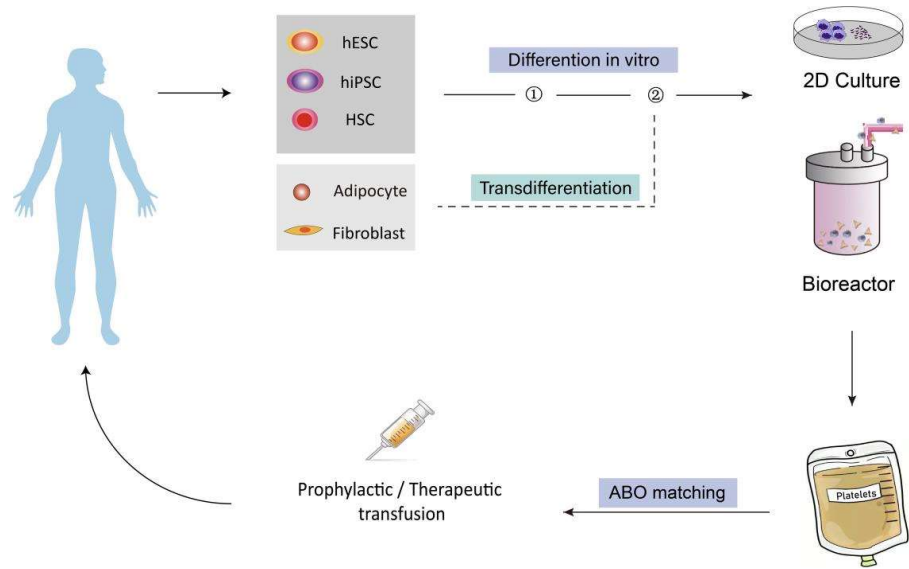 hESC
hiPSC
HSC
Adipocyte
Fibroblast
Differention in vitro
① ②
Transdifferentiation
2D Culture
Bioreactor
Platelets
ABO matching
Prophylactic / Therapeutic
transfusion